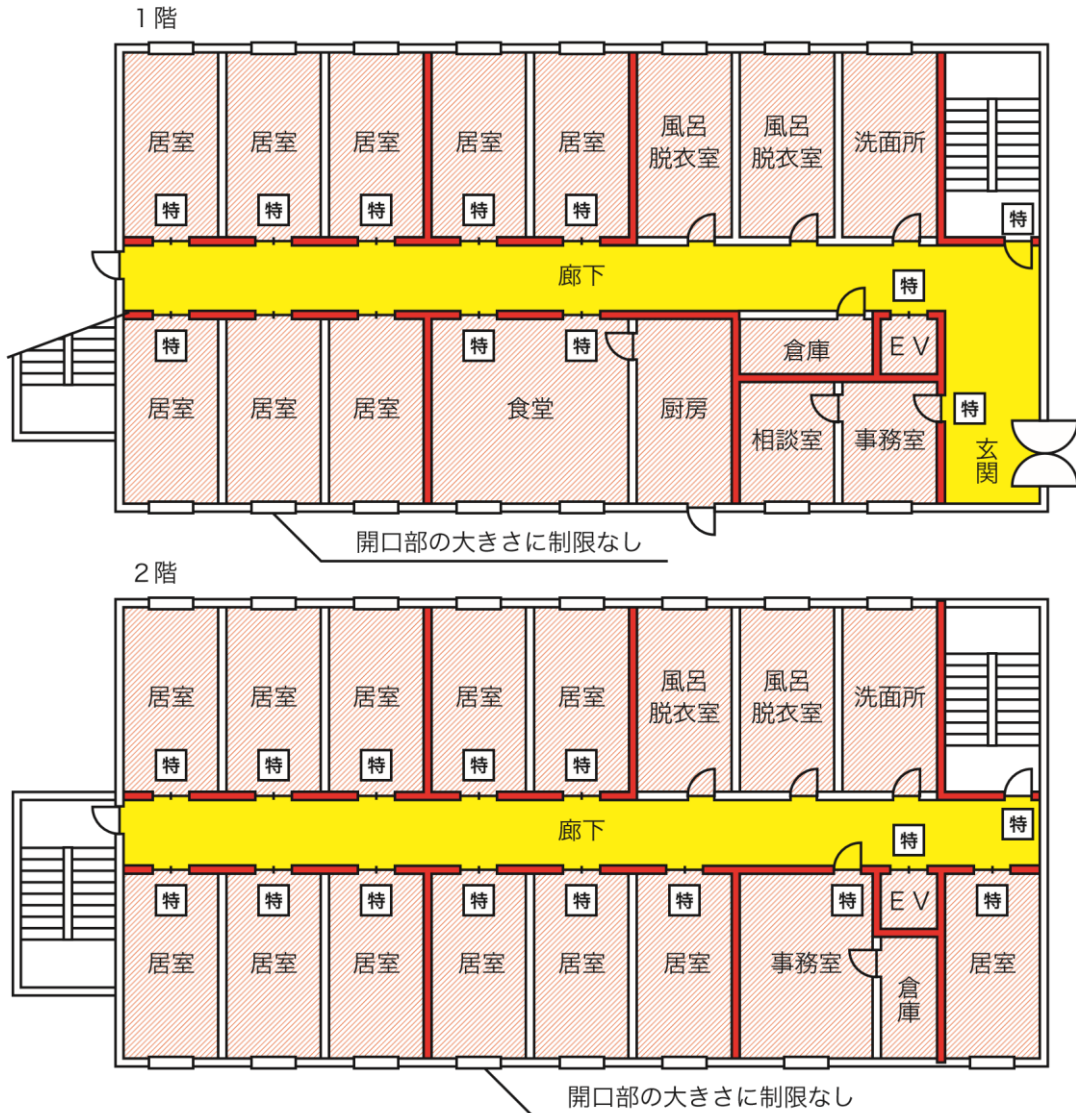 １階
居室
居室
居室
居室
居室
風呂
脱衣室
風呂
脱衣室
洗面所
特
特
特
特
特
特
廊下
特
特
特
特
倉庫
ＥＶ
居室
居室
居室
食堂
厨房
相談室
事務室
特
玄関
開口部の大きさに制限なし
２階
居室
居室
居室
居室
居室
風呂
脱衣室
風呂
脱衣室
洗面所
特
特
特
特
特
廊下
特
特
特
特
特
特
特
特
特
ＥＶ
特
居室
居室
居室
居室
居室
居室
事務室
倉庫
居室
開口部の大きさに制限なし